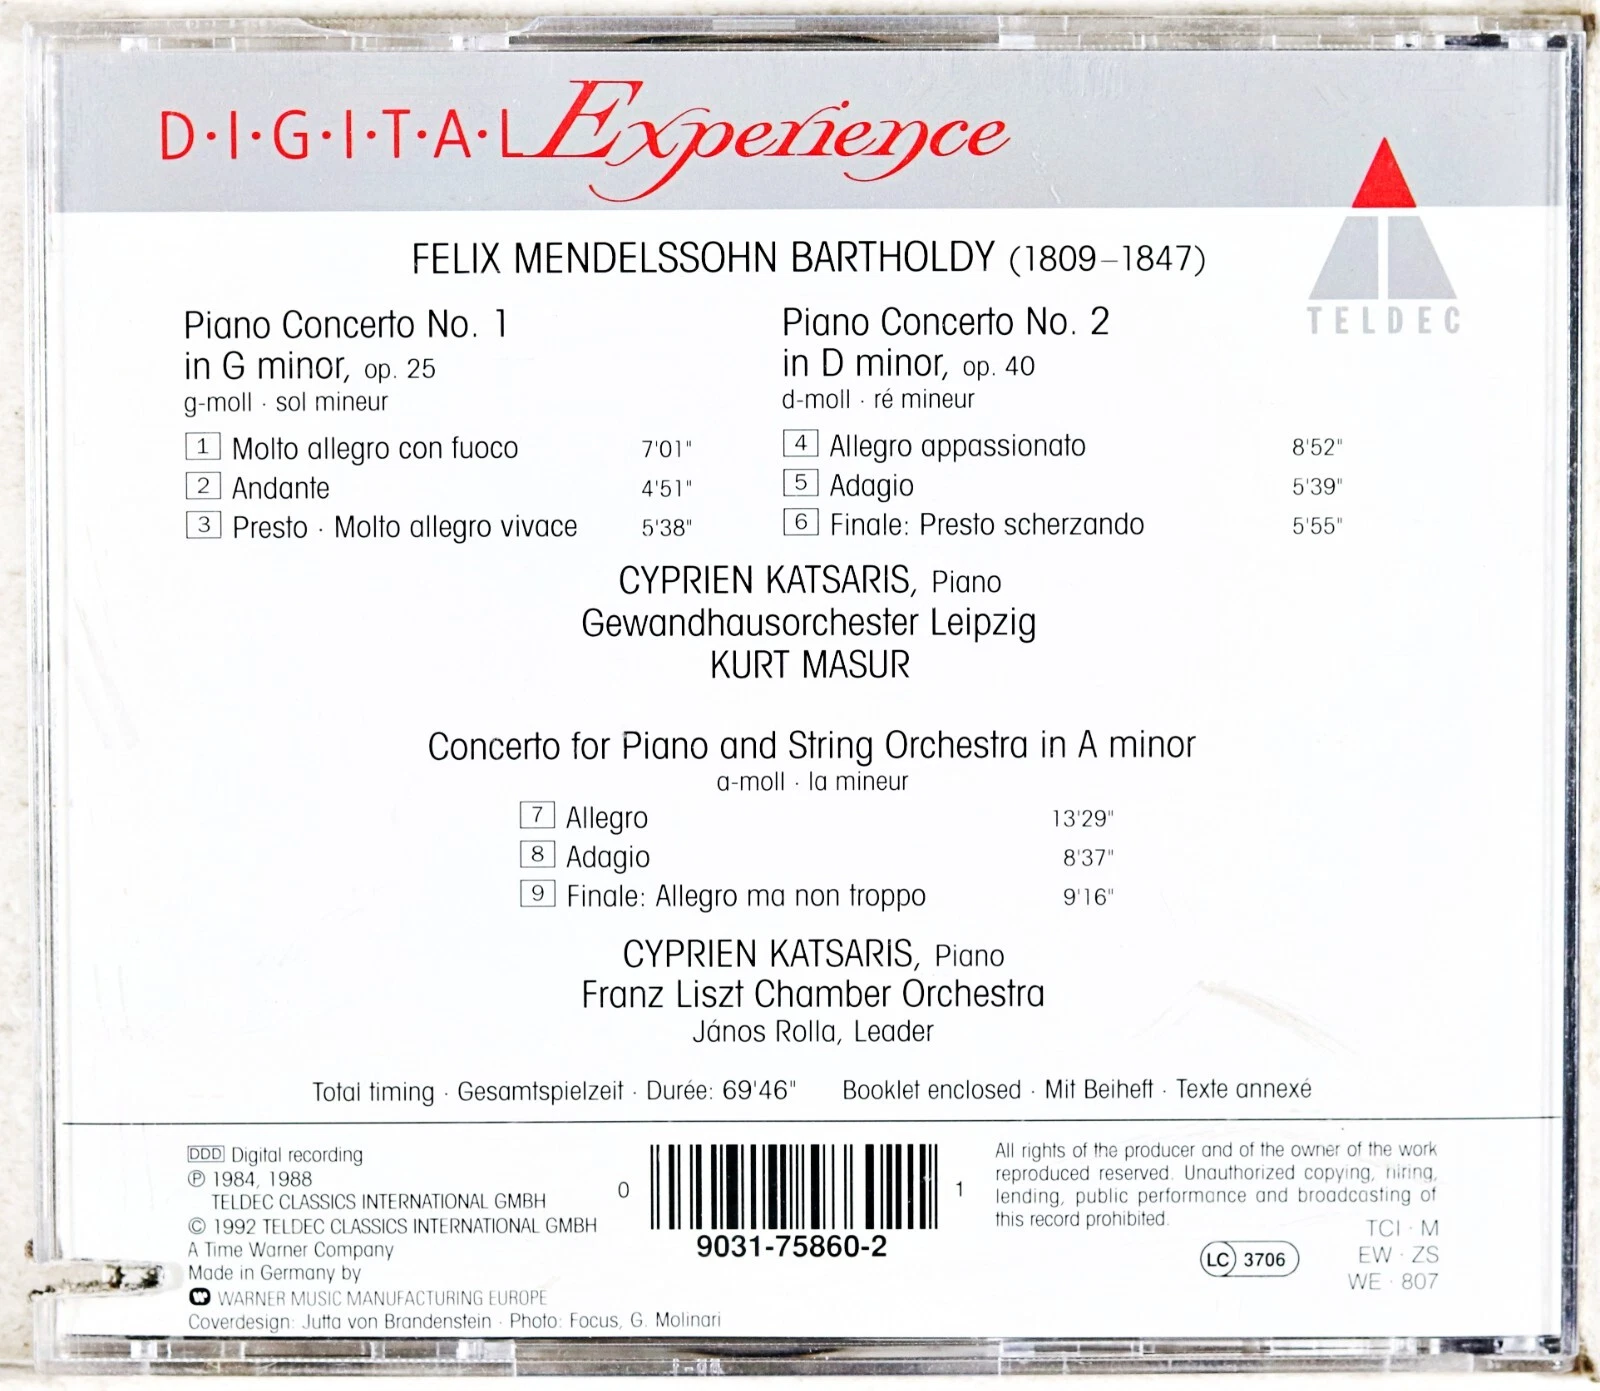 D·I·G·I·T·A·L Experience
TELDEC
FELIX MENDELSSOHN BARTHOLDY (1809–1847)
Piano Concerto No. 1
in G minor, op. 25
g-moll · sol mineur
1 Molto allegro con fuoco 7'01"
2 Andante 4'51"
3 Presto · Molto allegro vivace 5'38"
Piano Concerto No. 2
in D minor, op. 40
d-moll · ré mineur
4 Allegro appassionato 8'52"
5 Adagio 5'39"
6 Finale: Presto scherzando 5'55"
CYPRIEN KATSARIS, Piano
Gewandhausorchester Leipzig
KURT MASUR
Concerto for Piano and String Orchestra in A minor
a-moll · la mineur
7 Allegro 13'29"
8 Adagio 8'37"
9 Finale: Allegro ma non troppo 9'16"
CYPRIEN KATSARIS, Piano
Franz Liszt Chamber Orchestra
János Rolla, Leader
Total timing · Gesamtspielzeit · Durée: 69'46" Booklet enclosed · Mit Beiheft · Texte annexé
DDD Digital recording
℗ 1984, 1988
TELDEC CLASSICS INTERNATIONAL GMBH
© 1992 TELDEC CLASSICS INTERNATIONAL GMBH
A Time Warner Company
Made in Germany by
WARNER MUSIC MANUFACTURING EUROPE
Coverdesign: Jutta von Brandenstein · Photo: Focus, G. Molinari
0 1
9031-75860-2
All rights of the producer and of the owner of the work
reproduced reserved. Unauthorized copying, hiring,
lending, public performance and broadcasting of
this record prohibited.
LC 3706
TCI · M
EW · ZS
WE · 807